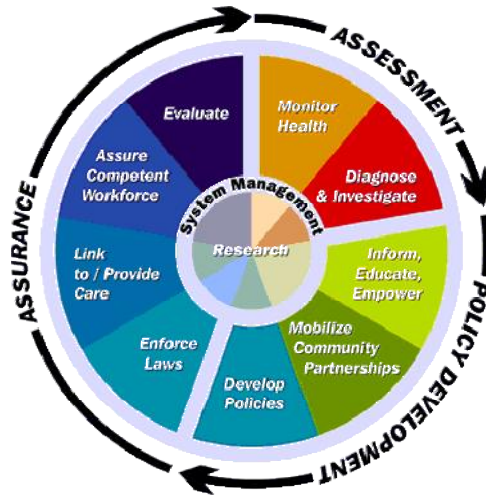 ASSESSMENT
Monitor
Health
Diagnose
& Investigate
POLICY DEVELOPMENT
Inform,
Educate,
Empower
Mobilize
Community
Partnerships
Develop
Policies
ASSURANCE
Enforce
Laws
Link
to / Provide
Care
Assure
Competent
Workforce
Evaluate
System Management
Research